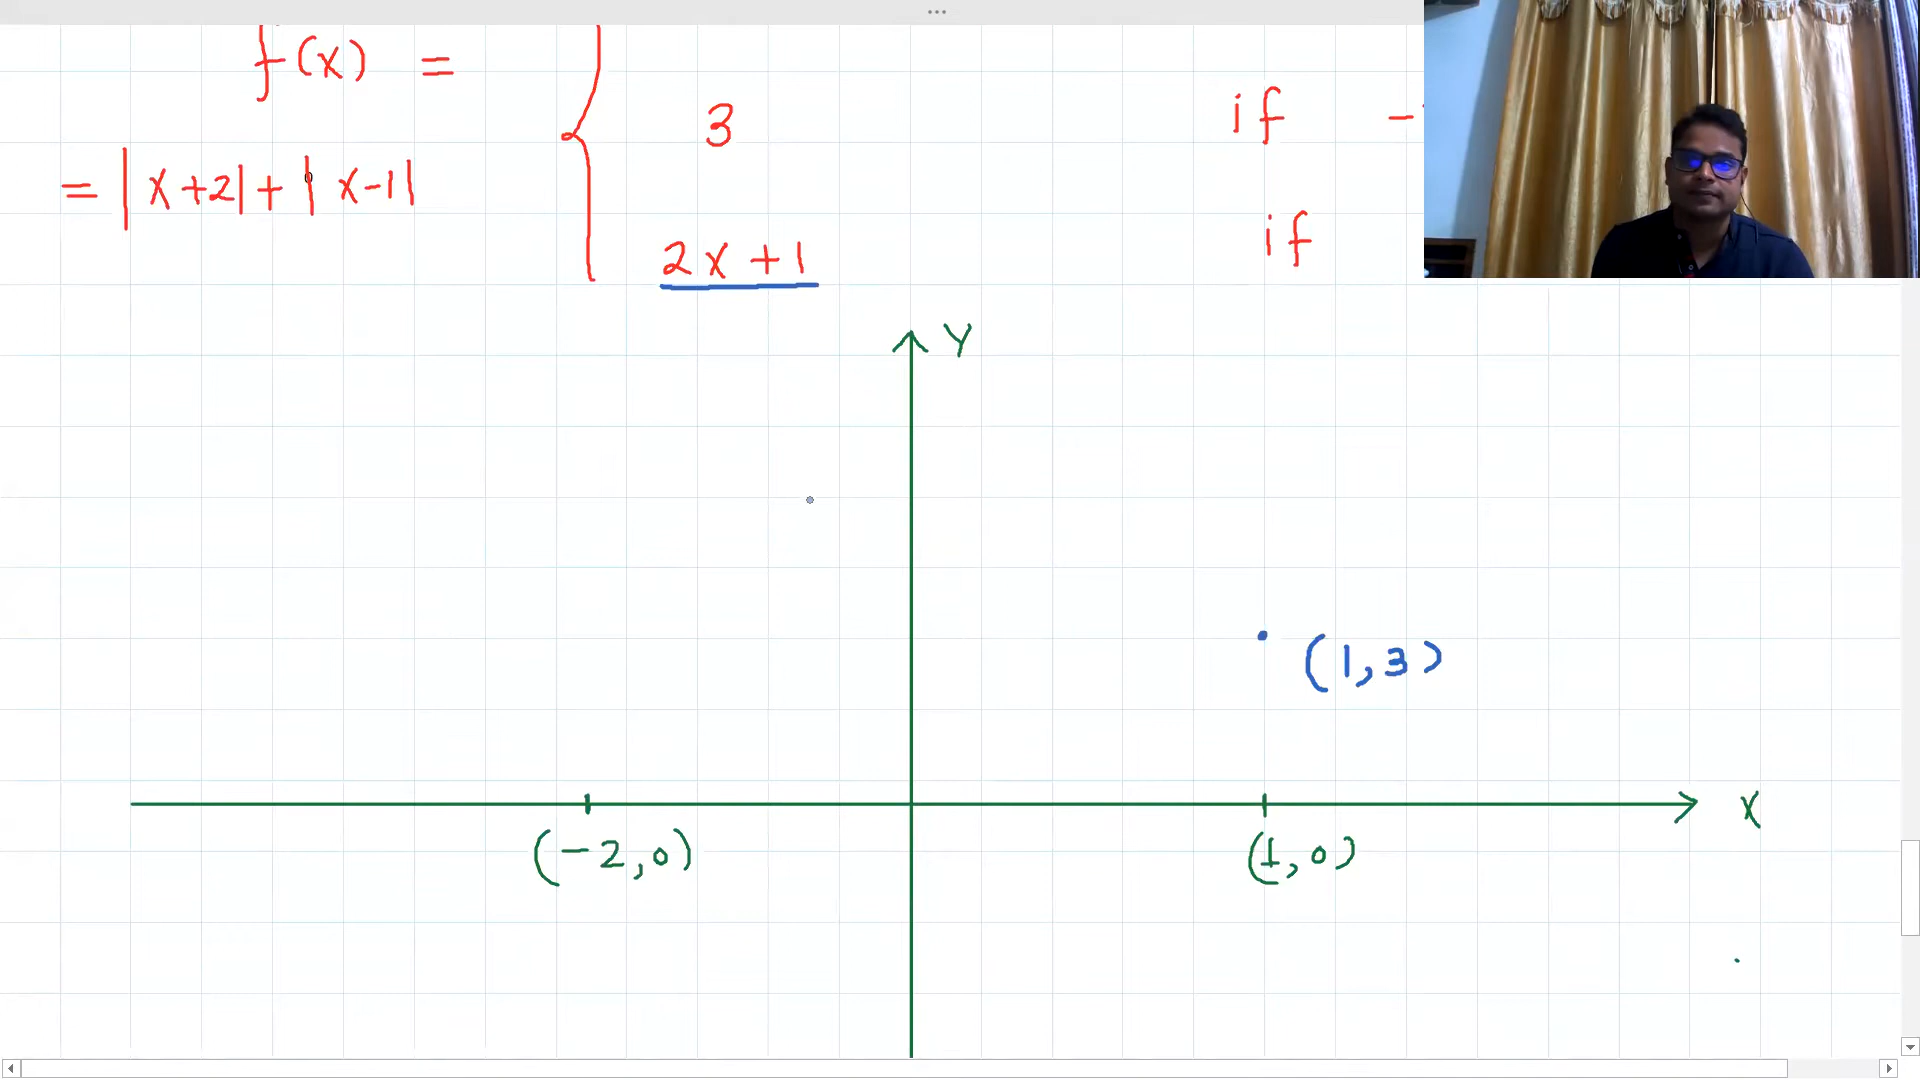 f(x) =
3 if -
= |x+2| + |x-1|
2x+1 if
Y
(1,3)
X
(-2,0) (1,0)